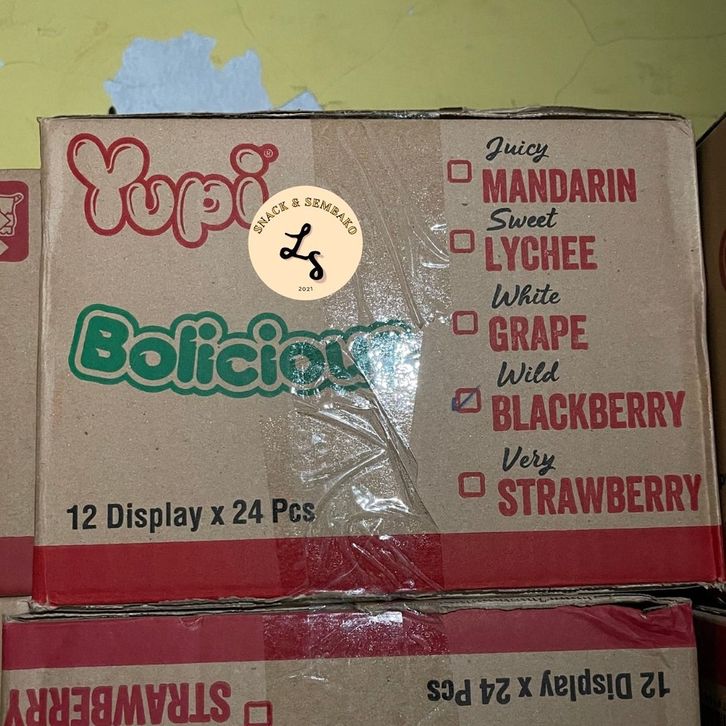 Yupi®
SNACK & SEMBAKO
Ls
2021
Bolicious
12 Display x 24 Pcs
Juicy
MANDARIN
Sweet
LYCHEE
White
GRAPE
Wild
BLACKBERRY
Very
STRAWBERRY
12 Display x 24 Pcs
STRAWBERRY